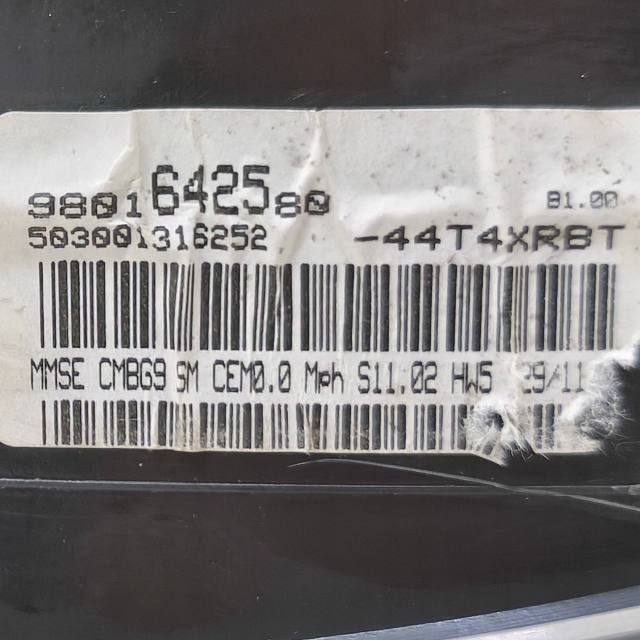 9801642580 B1.00
503001316252 -44T4XRBT
MMSE CMBG9 SM CEM0.0 Mph S11.02 HW5 29/11